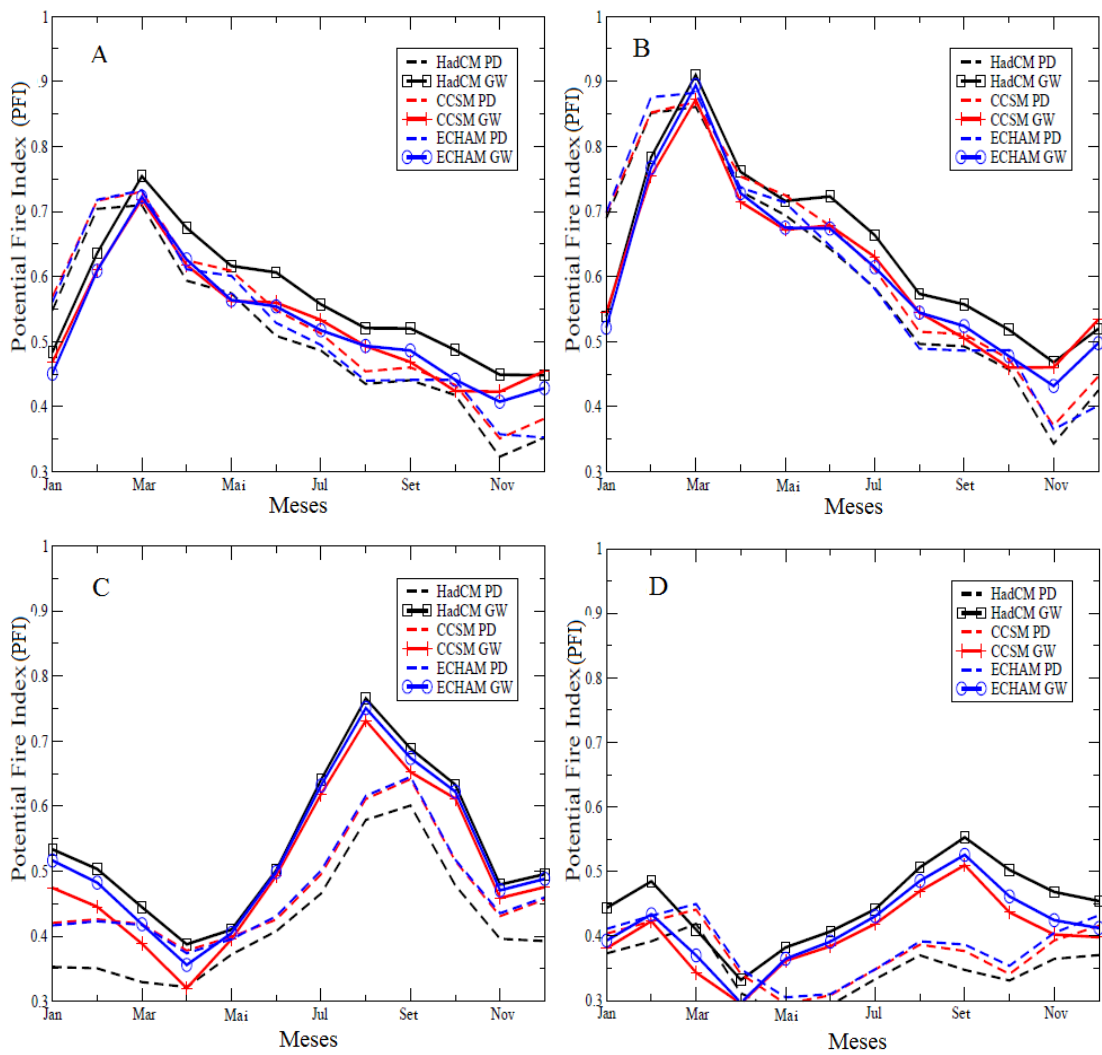 A
Potential Fire Index (PFI)
1
0.9
0.8
0.7
0.6
0.5
0.4
0.3
HadCM PD
HadCM GW
CCSM PD
CCSM GW
ECHAM PD
ECHAM GW
Jan Mar Mai Jul Set Nov
Meses
B
Potential Fire Index (PFI)
1
0.9
0.8
0.7
0.6
0.5
0.4
0.3
HadCM PD
HadCM GW
CCSM PD
CCSM GW
ECHAM PD
ECHAM GW
Jan Mar Mai Jul Set Nov
Meses
C
Potential Fire Index (PFI)
1
0.9
0.8
0.7
0.6
0.5
0.4
0.3
HadCM PD
HadCM GW
CCSM PD
CCSM GW
ECHAM PD
ECHAM GW
Jan Mar Mai Jul Set Nov
Meses
D
Potential Fire Index (PFI)
1
0.9
0.8
0.7
0.6
0.5
0.4
0.3
HadCM PD
HadCM GW
CCSM PD
CCSM GW
ECHAM PD
ECHAM GW
Jan Mar Mai Jul Set Nov
Meses